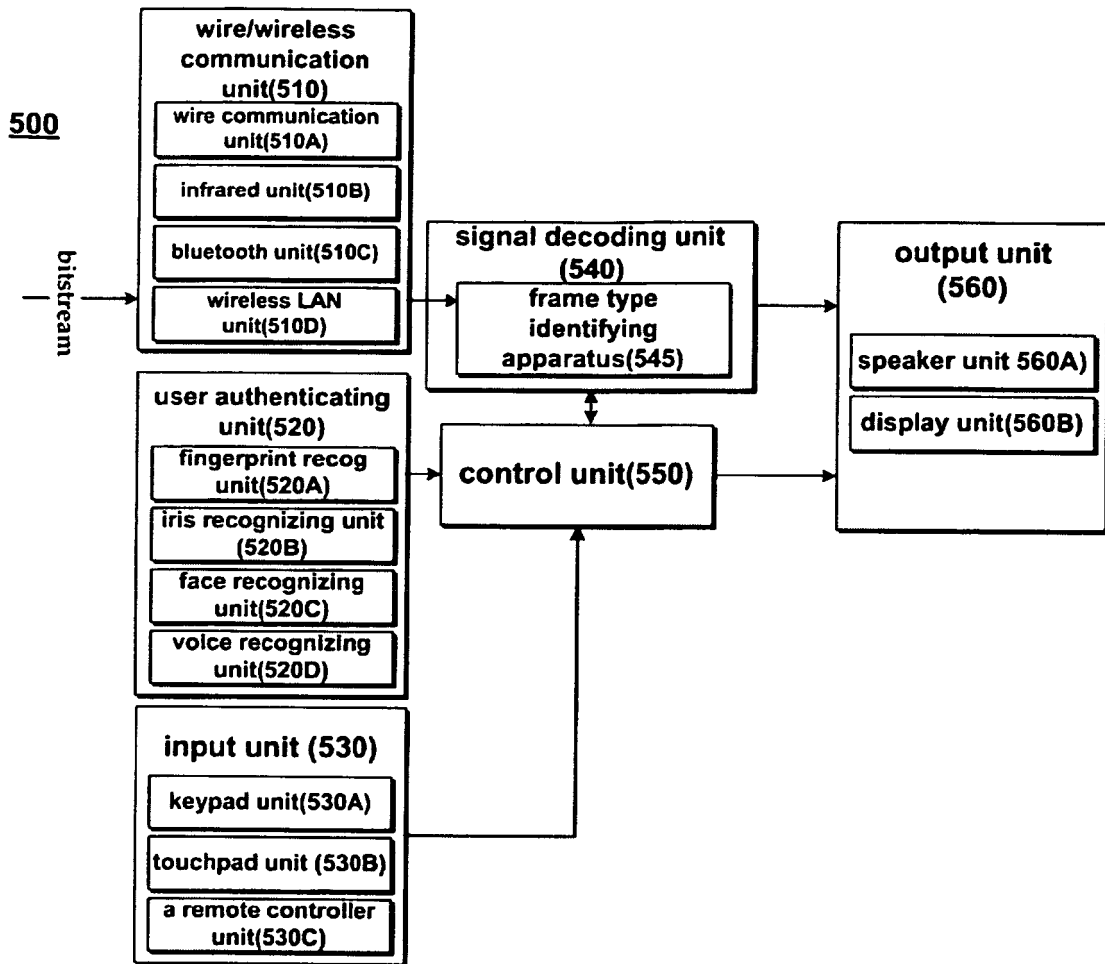 500
bitstream
wire/wireless
communication
unit(510)
wire communication
unit(510A)
infrared unit(510B)
bluetooth unit(510C)
wireless LAN
unit(510D)
user authenticating
unit(520)
fingerprint recog
unit(520A)
iris recognizing unit
(520B)
face recognizing
unit(520C)
voice recognizing
unit(520D)
input unit (530)
keypad unit(530A)
touchpad unit (530B)
a remote controller
unit(530C)
signal decoding unit
(540)
frame type
identifying
apparatus(545)
control unit(550)
output unit
(560)
speaker unit 560A)
display unit(560B)